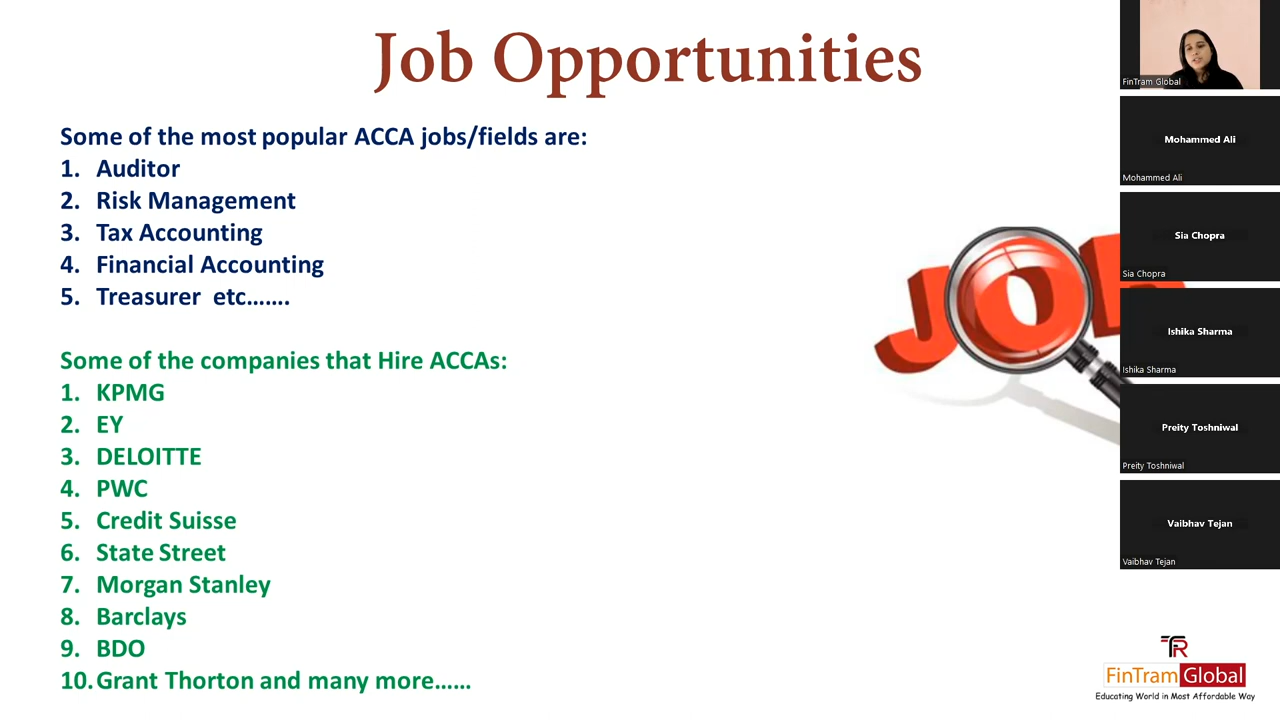 Job Opportunities
Some of the most popular ACCA jobs/fields are:
1. Auditor
2. Risk Management
3. Tax Accounting
4. Financial Accounting
5. Treasurer etc…….
Some of the companies that Hire ACCAs:
1. KPMG
2. EY
3. DELOITTE
4. PWC
5. Credit Suisse
6. State Street
7. Morgan Stanley
8. Barclays
9. BDO
10. Grant Thorton and many more……
JOB
FinTram Global
Mohammed Ali
Mohammed Ali
Sia Chopra
Sia Chopra
Ishika Sharma
Ishika Sharma
Preity Toshniwal
Preity Toshniwal
Vaibhav Tejan
Vaibhav Tejan
FinTram Global
Educating World in Most Affordable Way